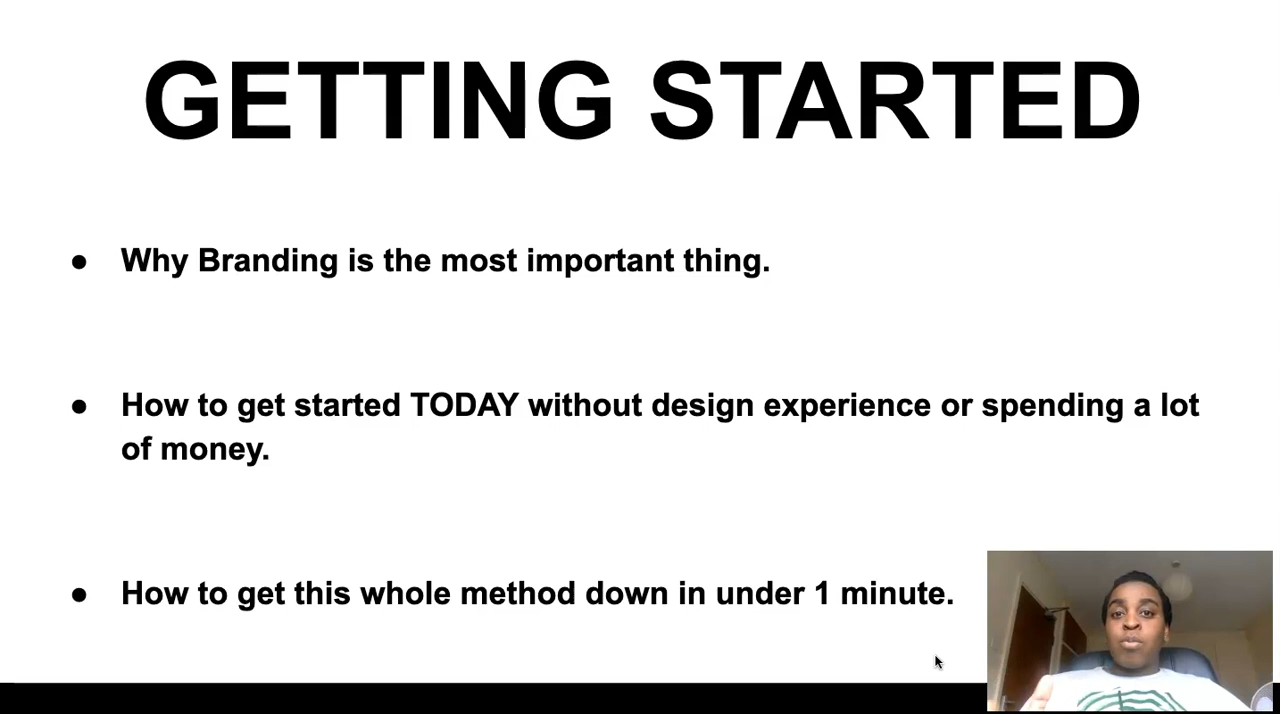 GETTING STARTED
● Why Branding is the most important thing.
● How to get started TODAY without design experience or spending a lot
of money.
● How to get this whole method down in under 1 minute.